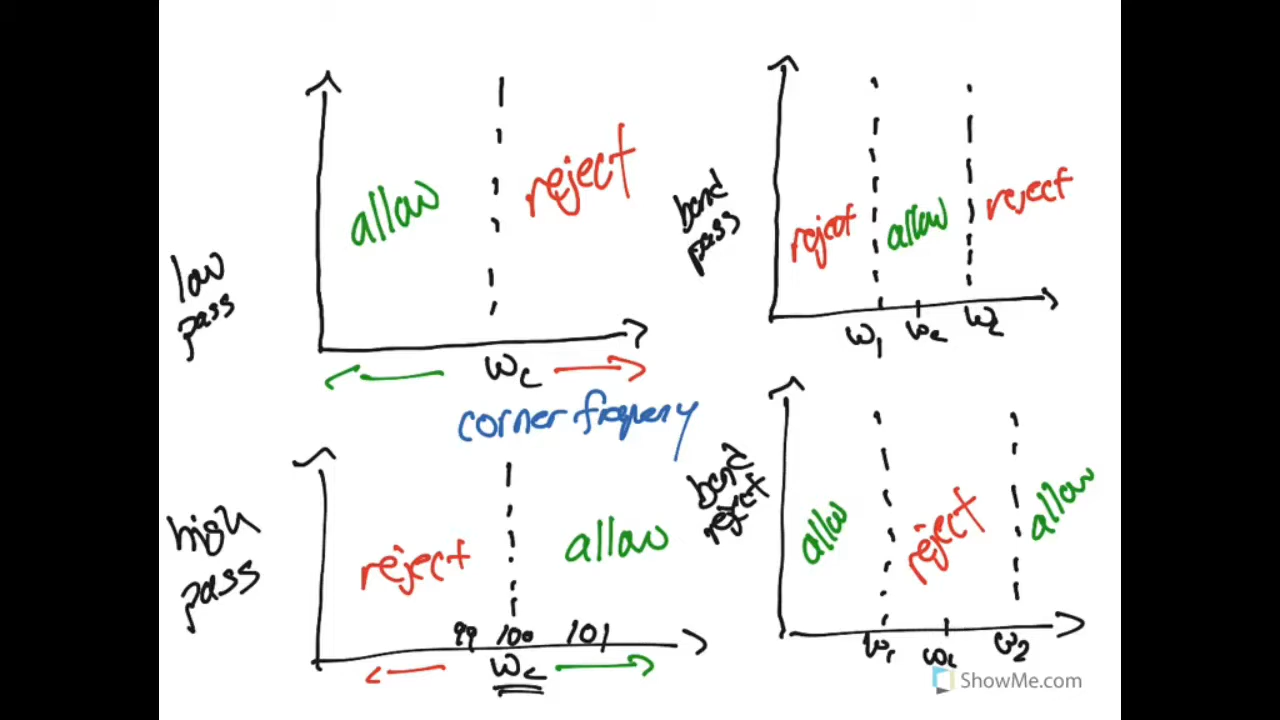 low
pass
allow
reject
ωc
corner frequency
high
pass
reject
allow
99
100
101
ωc
band
pass
reject
allow
reject
ω1
ωc
ω2
band
reject
allow
reject
allow
ω1
ωc
ω2
ShowMe.com